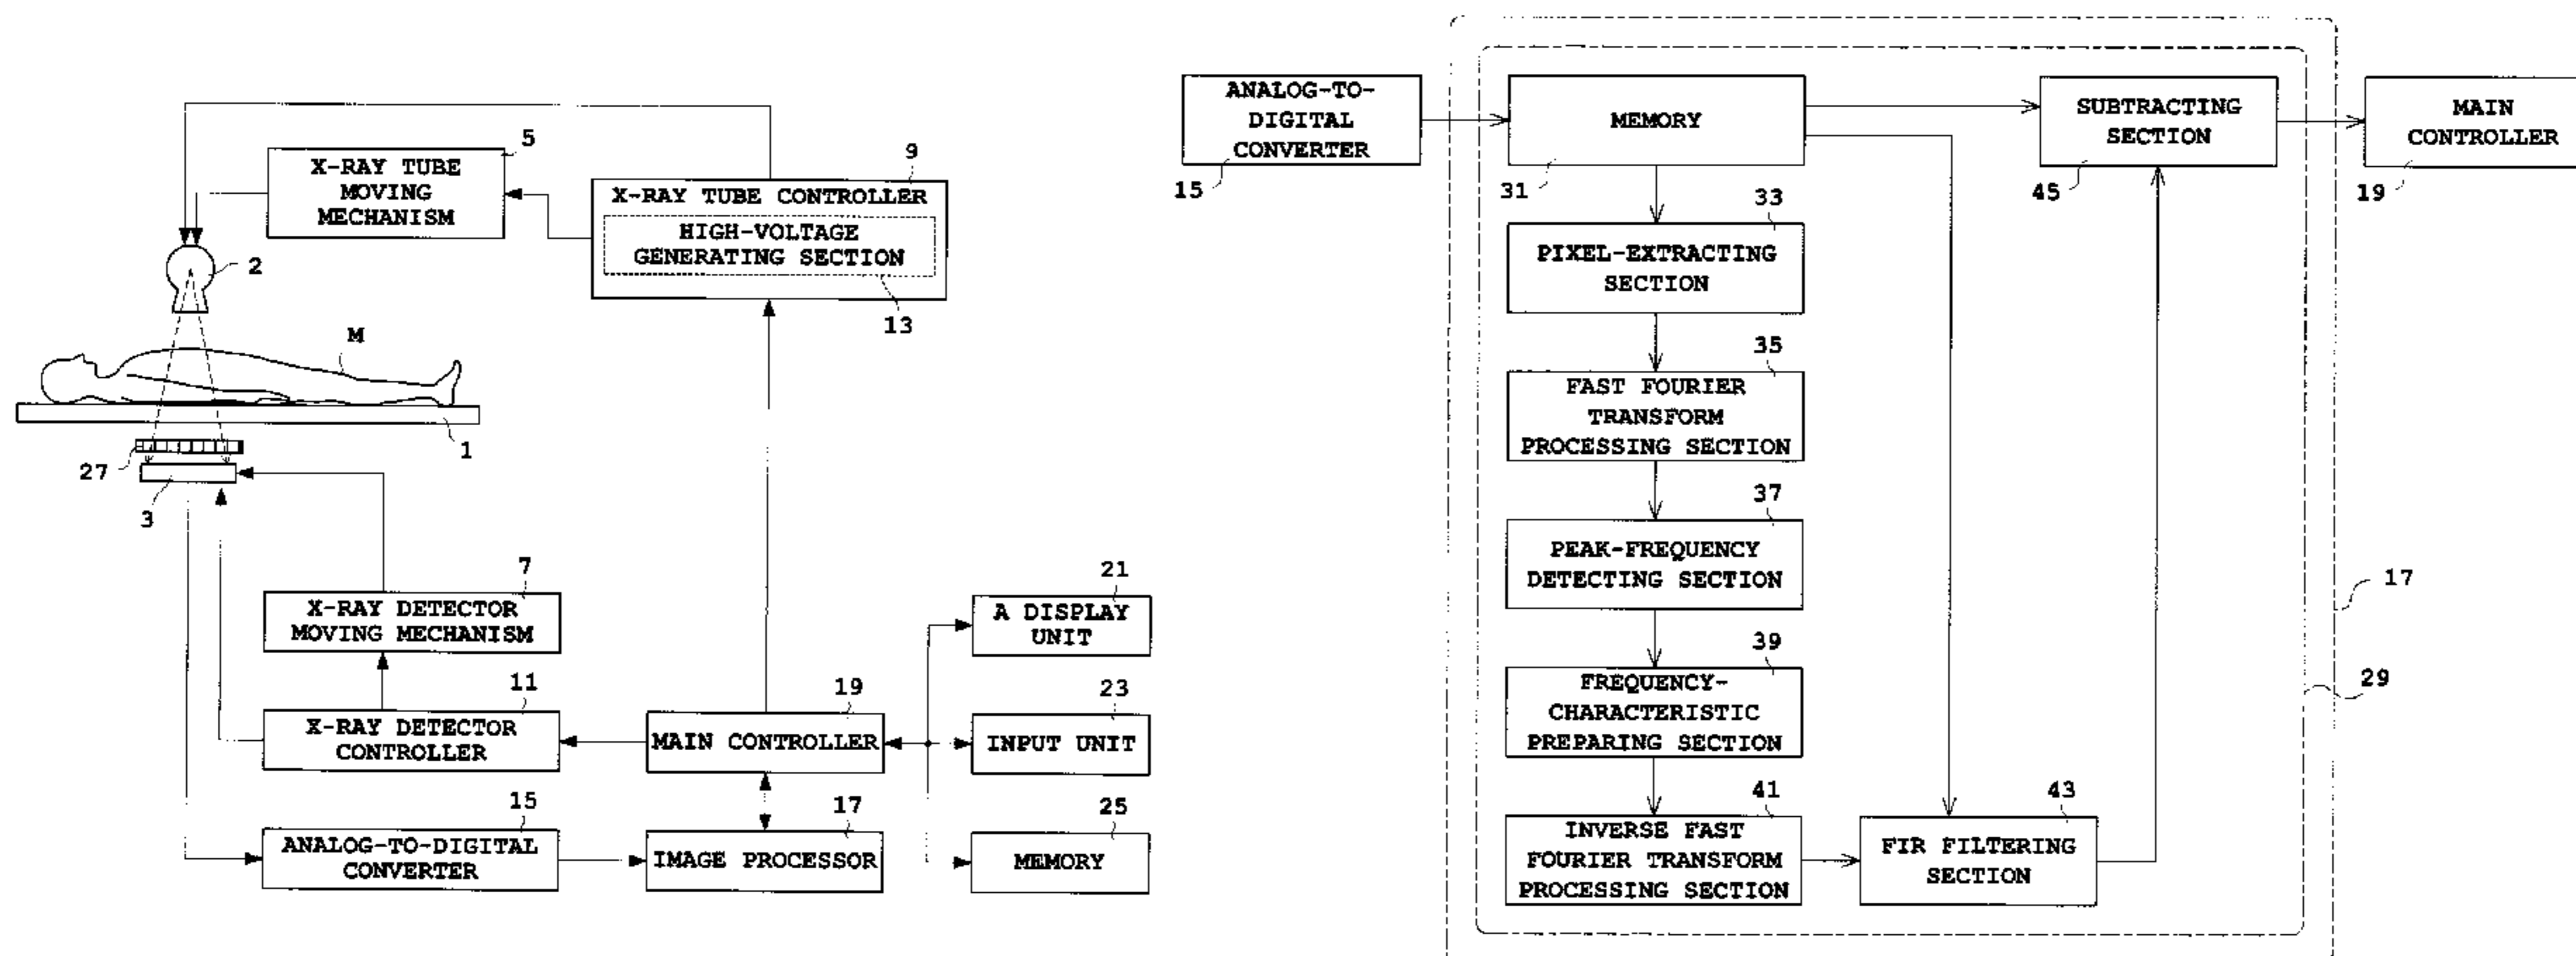 5
X-RAY TUBE
MOVING
MECHANISM
9
X-RAY TUBE CONTROLLER
HIGH-VOLTAGE
GENERATING SECTION
13
2
M
1
27
3
7
X-RAY DETECTOR
MOVING MECHANISM
11
X-RAY DETECTOR
CONTROLLER
15
ANALOG-TO-DIGITAL
CONVERTER
19
MAIN CONTROLLER
17
IMAGE PROCESSOR
21
A DISPLAY
UNIT
23
INPUT UNIT
25
MEMORY
ANALOG-TO-
DIGITAL
CONVERTER
15
MEMORY
31
SUBTRACTING
SECTION
45
MAIN
CONTROLLER
19
33
PIXEL-EXTRACTING
SECTION
35
FAST FOURIER
TRANSFORM
PROCESSING SECTION
37
PEAK-FREQUENCY
DETECTING SECTION
39
FREQUENCY-
CHARACTERISTIC
PREPARING SECTION
41
INVERSE FAST
FOURIER TRANSFORM
PROCESSING SECTION
43
FIR FILTERING
SECTION
17
29